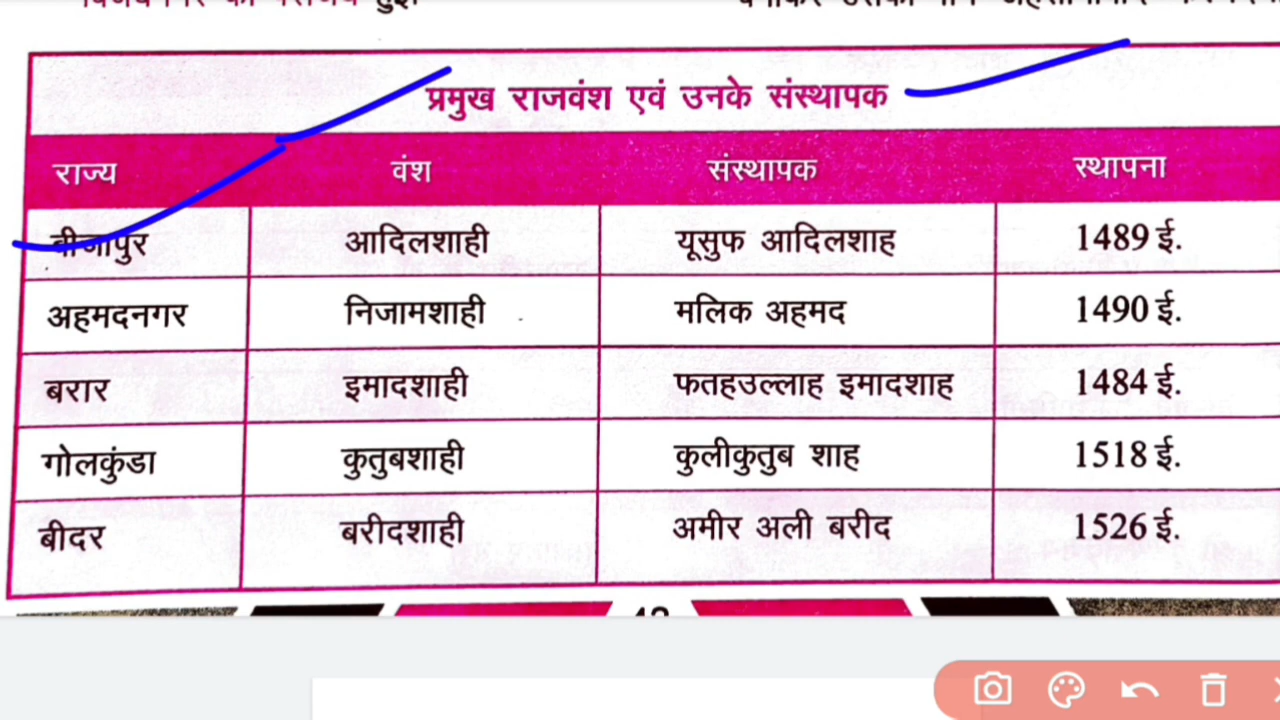 प्रमुख राजवंश एवं उनके संस्थापक
राज्य वंश संस्थापक स्थापना
बीजापुर आदिलशाही यूसुफ आदिलशाह 1489 ई.
अहमदनगर निजामशाही मलिक अहमद 1490 ई.
बरार इमादशाही फतहउल्लाह इमादशाह 1484 ई.
गोलकुंडा कुतुबशाही कुलीकुतुब शाह 1518 ई.
बीदर बरीदशाही अमीर अली बरीद 1526 ई.